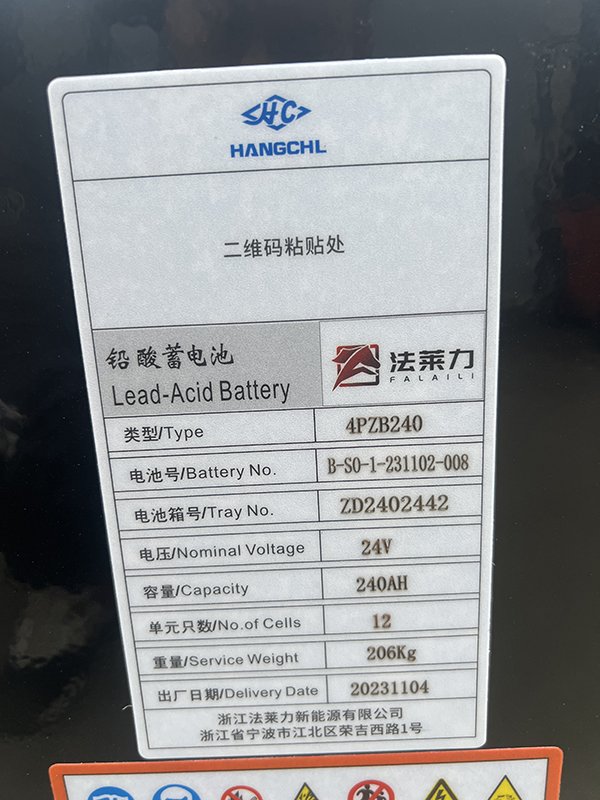 HC
HANGCHL
二维码粘贴处
铅酸蓄电池
Lead-Acid Battery
法莱力
FALAILI
类型/Type 4PZB240
电池号/Battery No. B-S0-1-231102-008
电池箱号/Tray No. ZD2402442
电压/Nominal Voltage 24V
容量/Capacity 240AH
单元只数/No.of Cells 12
重量/Service Weight 206Kg
出厂日期/Delivery Date 20231104
浙江法莱力新能源有限公司
浙江省宁波市江北区荣吉西路1号